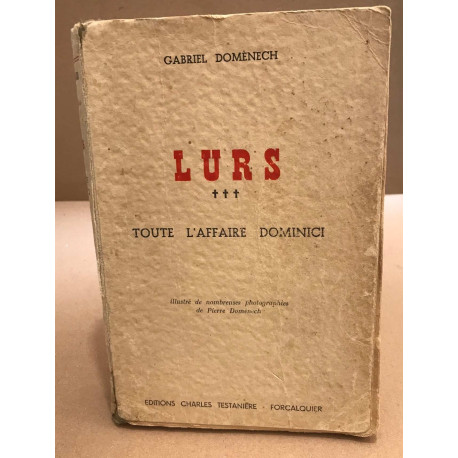 GABRIEL DOMENECH
LURS
†††
TOUTE L'AFFAIRE DOMINICI
illustré de nombreuses photographies
de Pierre Domenech
EDITIONS CHARLES TESTANIÈRE - FORCALQUIER